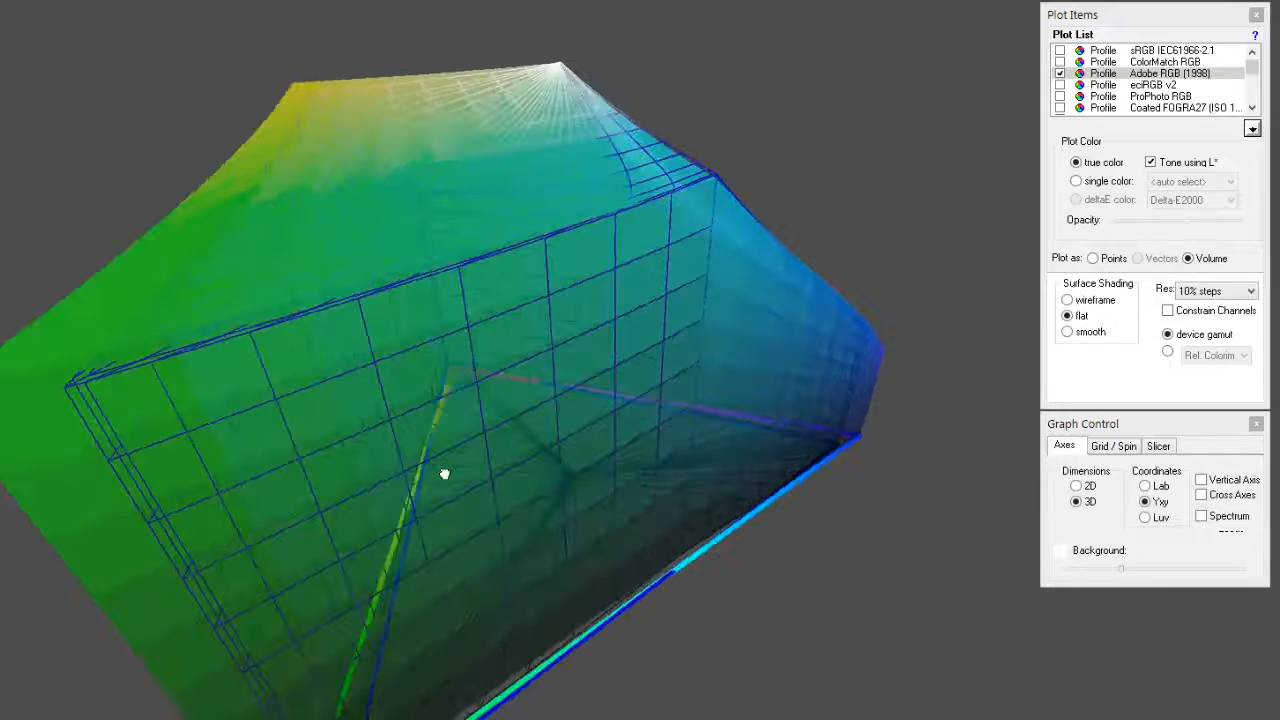 Plot Items
Plot List ?
Profile sRGB IEC61966-2.1
Profile ColorMatch RGB
Profile Adobe RGB (1998)
Profile eciRGB v2
Profile ProPhoto RGB
Profile Coated FOGRA27 (ISO 1...
Plot Color
true color Tone using L*
single color: <auto select>
deltaE color: Delta-E2000
Opacity:
Plot as: Points Vectors Volume
Surface Shading
wireframe
flat
smooth
Res: 10% steps
Constrain Channels
device gamut
Rel. Colorim
Graph Control
Axes Grid / Spin Slicer
Dimensions
2D
3D
Coordinates
Lab
Yxy
Luv
Vertical Axis
Cross Axes
Spectrum
Background: